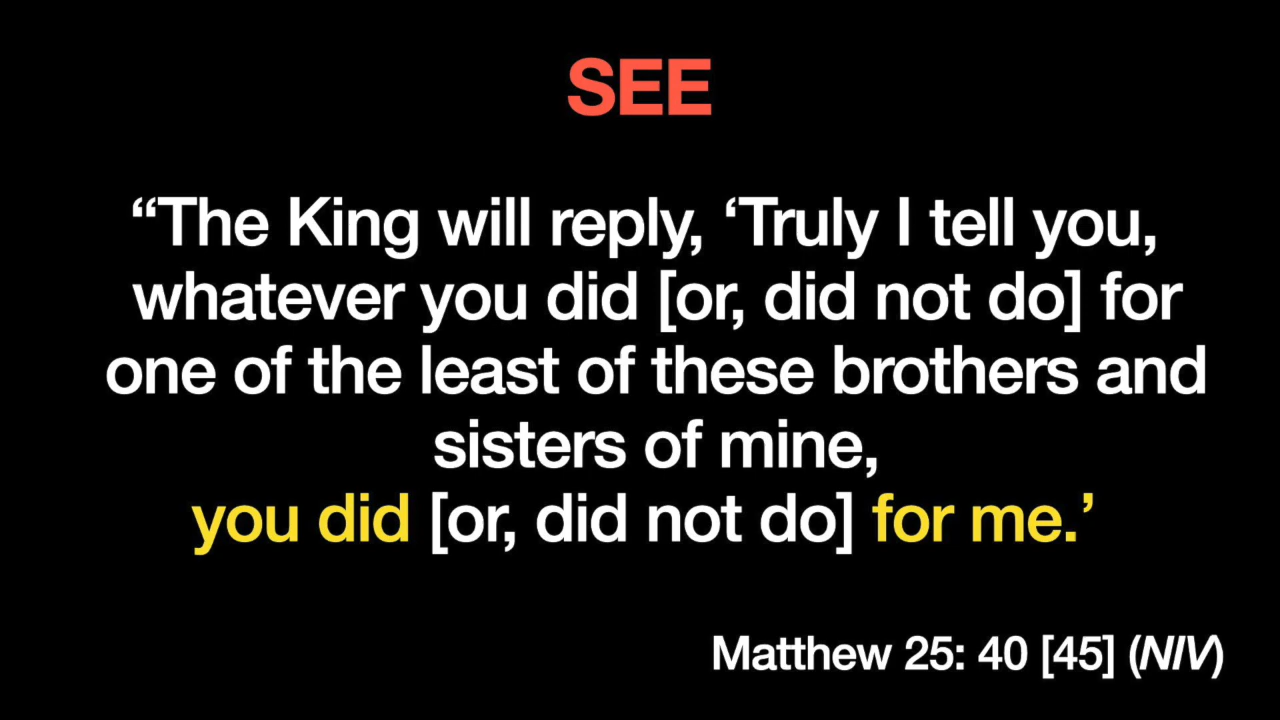 SEE
“The King will reply, ‘Truly I tell you,
whatever you did [or, did not do] for
one of the least of these brothers and
sisters of mine,
you did [or, did not do] for me.’
Matthew 25: 40 [45] (NIV)